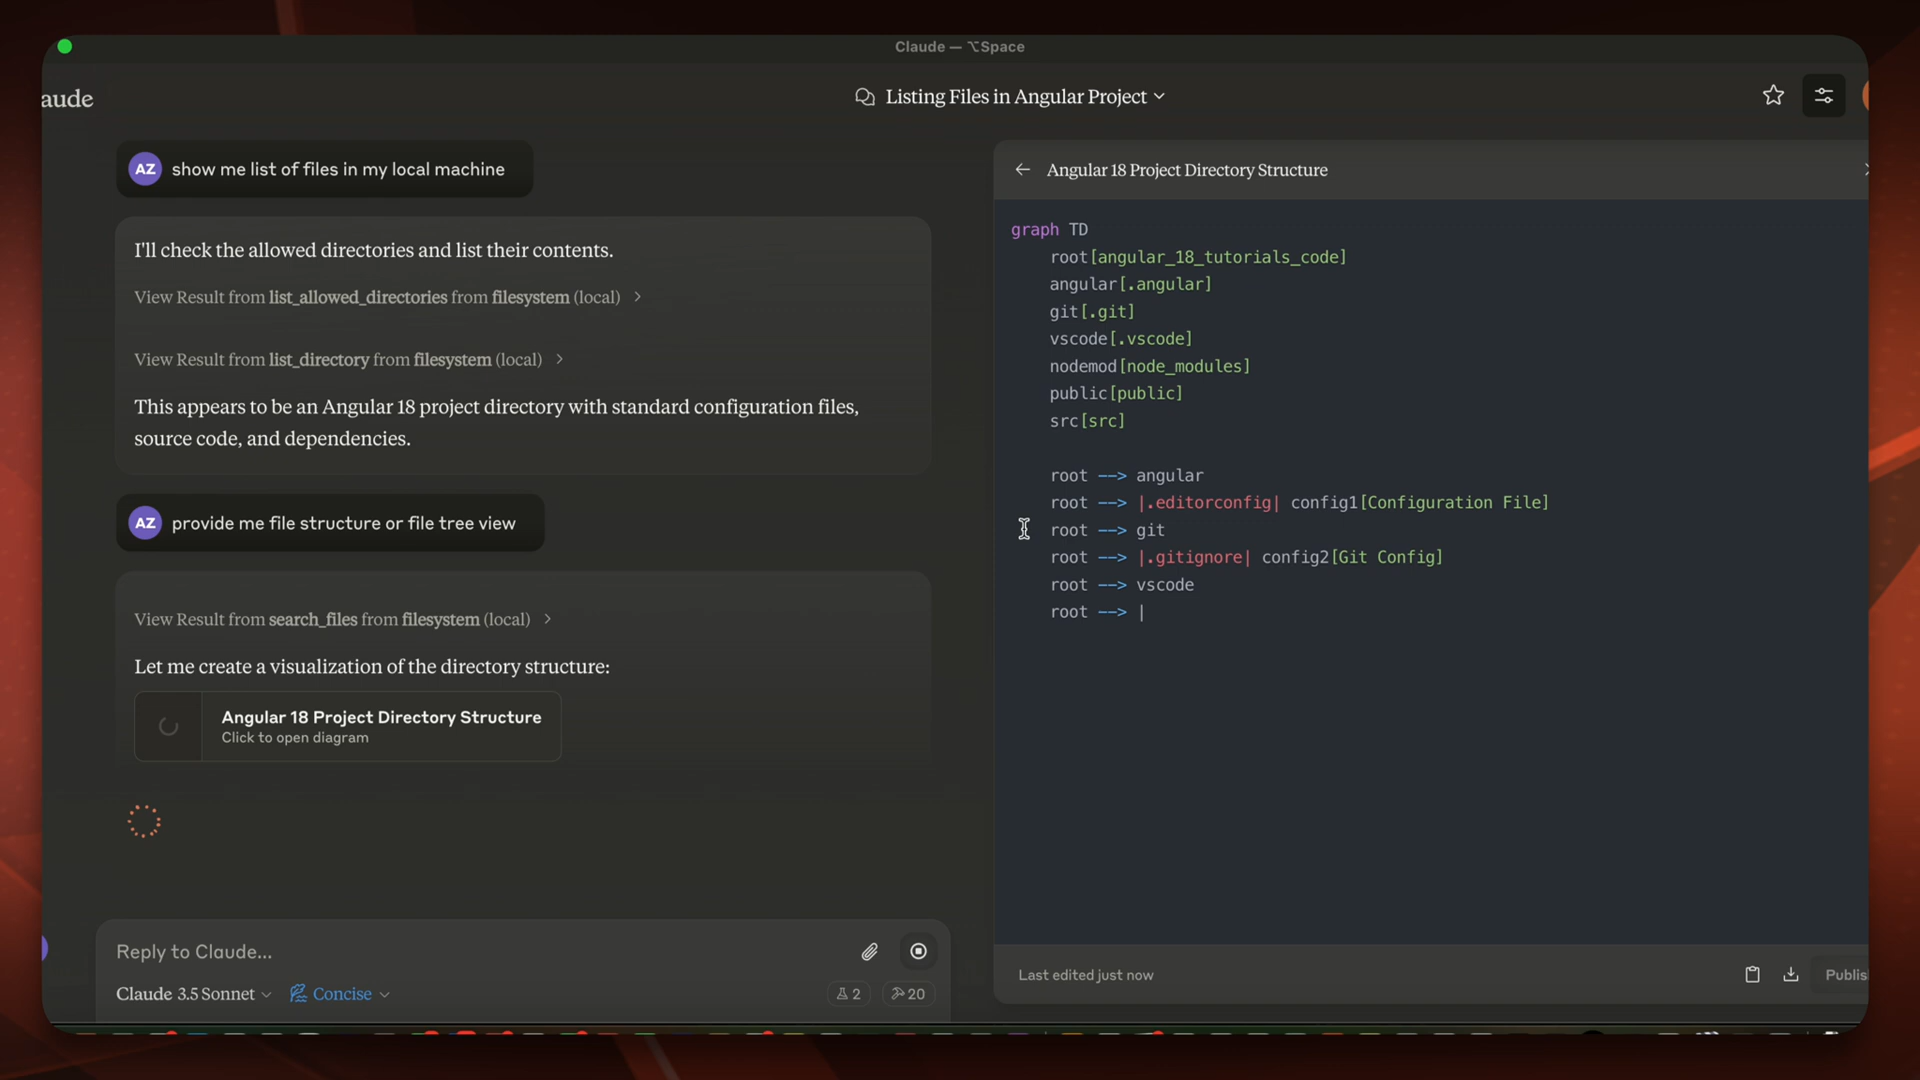 Claude — ⌥Space
aude
Listing Files in Angular Project
AZ show me list of files in my local machine
I'll check the allowed directories and list their contents.
View Result from list_allowed_directories from filesystem (local)
View Result from list_directory from filesystem (local)
This appears to be an Angular 18 project directory with standard configuration files,
source code, and dependencies.
AZ provide me file structure or file tree view
View Result from search_files from filesystem (local)
Let me create a visualization of the directory structure:
Angular 18 Project Directory Structure
Click to open diagram
Reply to Claude...
Claude 3.5 Sonnet
Concise
2
20
Angular 18 Project Directory Structure
graph TD
root[angular_18_tutorials_code]
angular[.angular]
git[.git]
vscode[.vscode]
nodemod[node_modules]
public[public]
src[src]
root --> angular
root --> |.editorconfig| config1[Configuration File]
root --> git
root --> |.gitignore| config2[Git Config]
root --> vscode
root --> |
Last edited just now
Publis